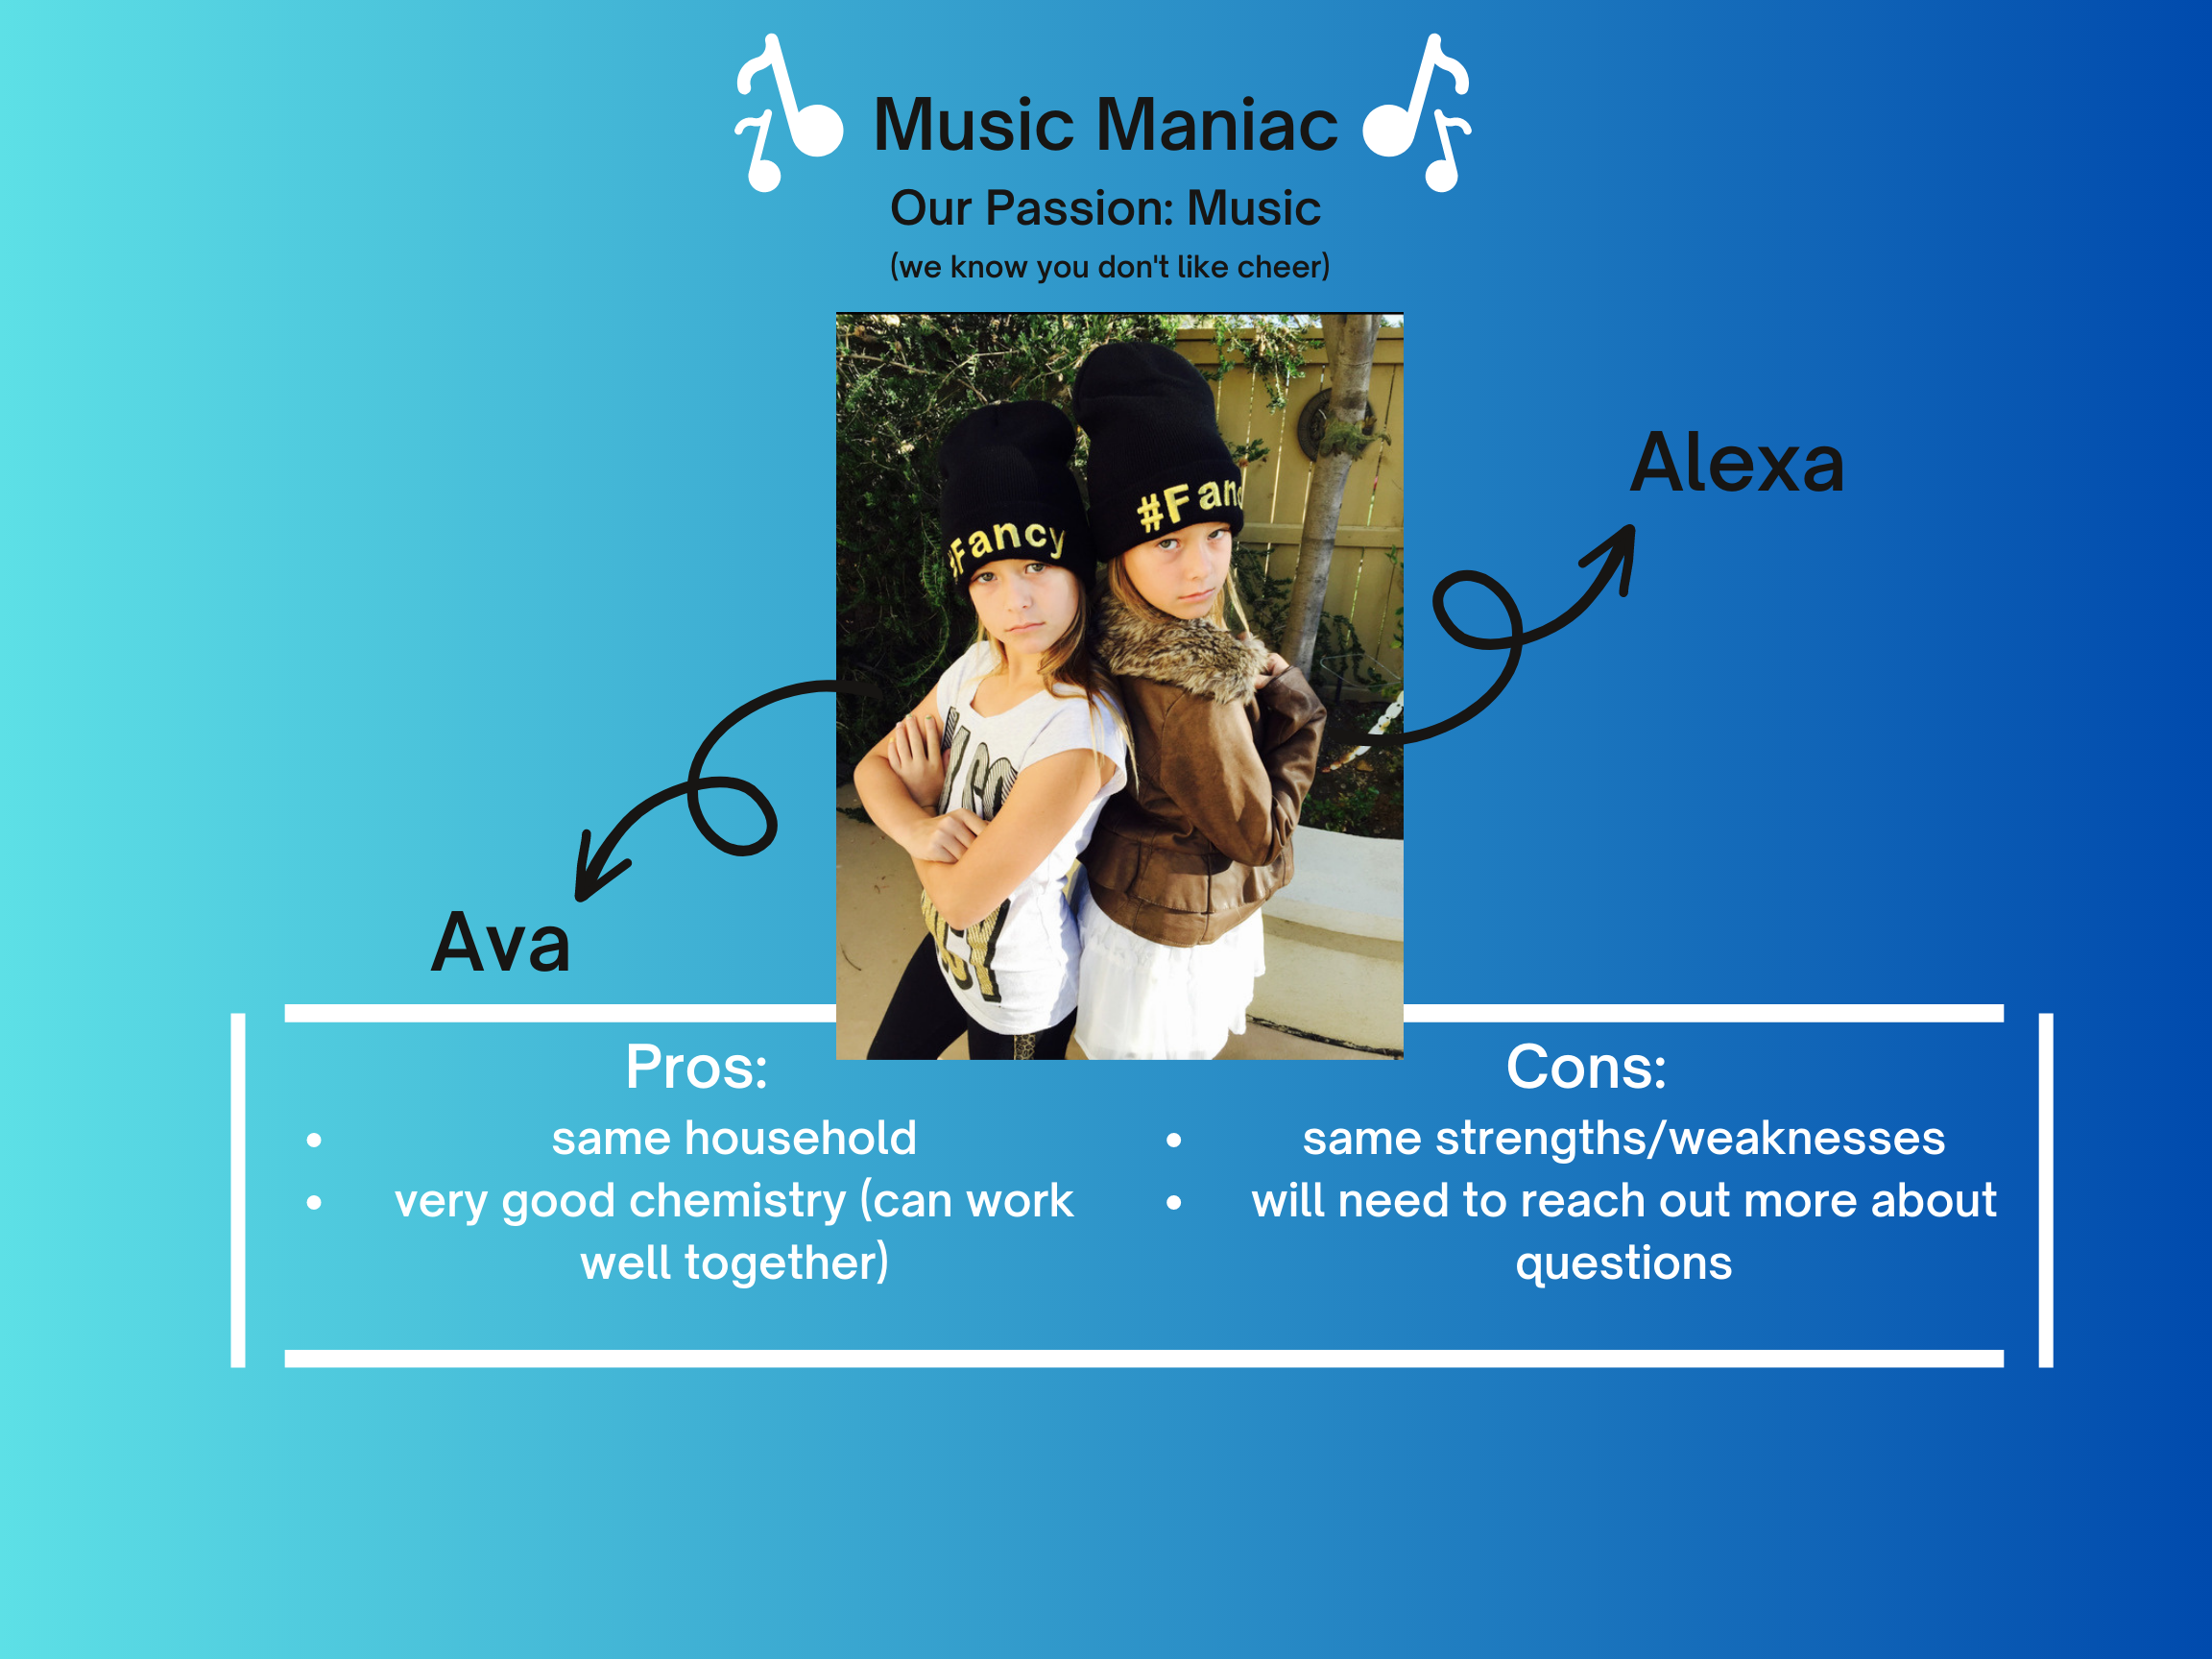 Music Maniac
Our Passion: Music
(we know you don't like cheer)
#Fanc
#Fancy
Alexa
Ava
Pros:
same household
very good chemistry (can work
well together)
Cons:
same strengths/weaknesses
will need to reach out more about
questions